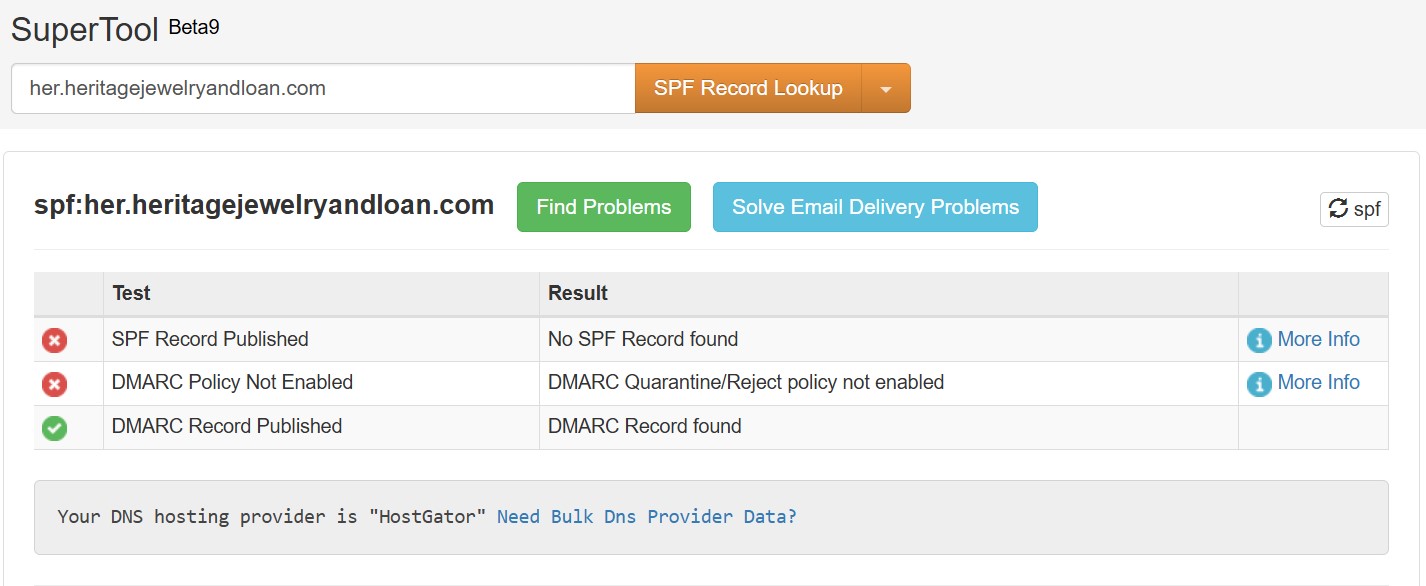 SuperTool Beta9
her.heritagejewelryandloan.com SPF Record Lookup
spf:her.heritagejewelryandloan.com Find Problems Solve Email Delivery Problems spf
Test Result
SPF Record Published No SPF Record found More Info
DMARC Policy Not Enabled DMARC Quarantine/Reject policy not enabled More Info
DMARC Record Published DMARC Record found
Your DNS hosting provider is "HostGator" Need Bulk Dns Provider Data?